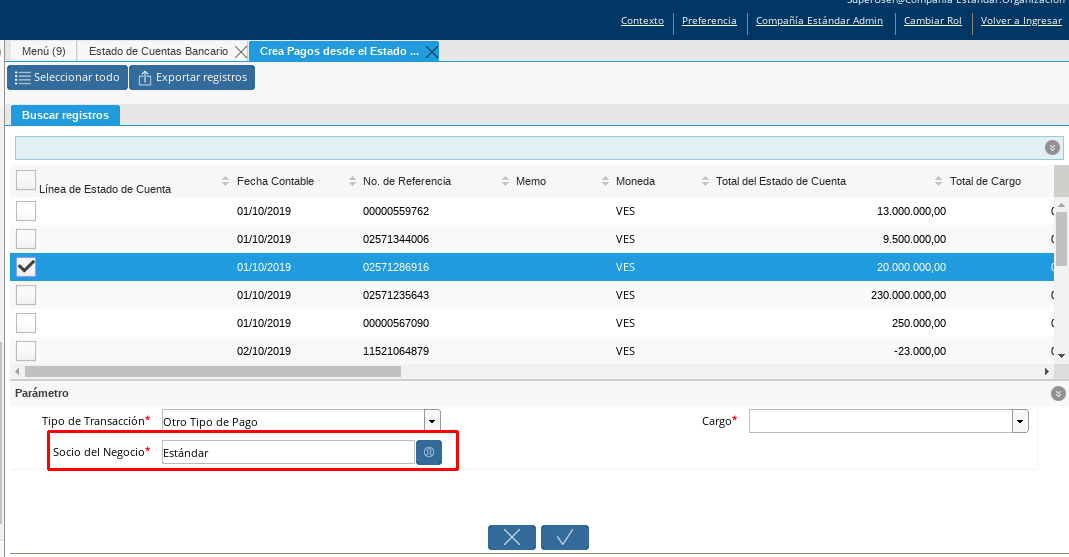 SuperUser@Compañía Estándar.Organización
Contexto Preferencia Compañía Estándar Admin Cambiar Rol Volver a Ingresar
Menú (9) Estado de Cuentas Bancario Crea Pagos desde el Estado ...
Seleccionar todo Exportar registros
Buscar registros
Línea de Estado de Cuenta Fecha Contable No. de Referencia Memo Moneda Total del Estado de Cuenta Total de Cargo
01/10/2019 00000559762 VES 13.000.000,00
01/10/2019 02571344006 VES 9.500.000,00
01/10/2019 02571286916 VES 20.000.000,00
01/10/2019 02571235643 VES 230.000.000,00
01/10/2019 00000567090 VES 250.000,00
02/10/2019 11521064879 VES -23.000,00
Parámetro
Tipo de Transacción* Otro Tipo de Pago Cargo*
Socio del Negocio* Estándar